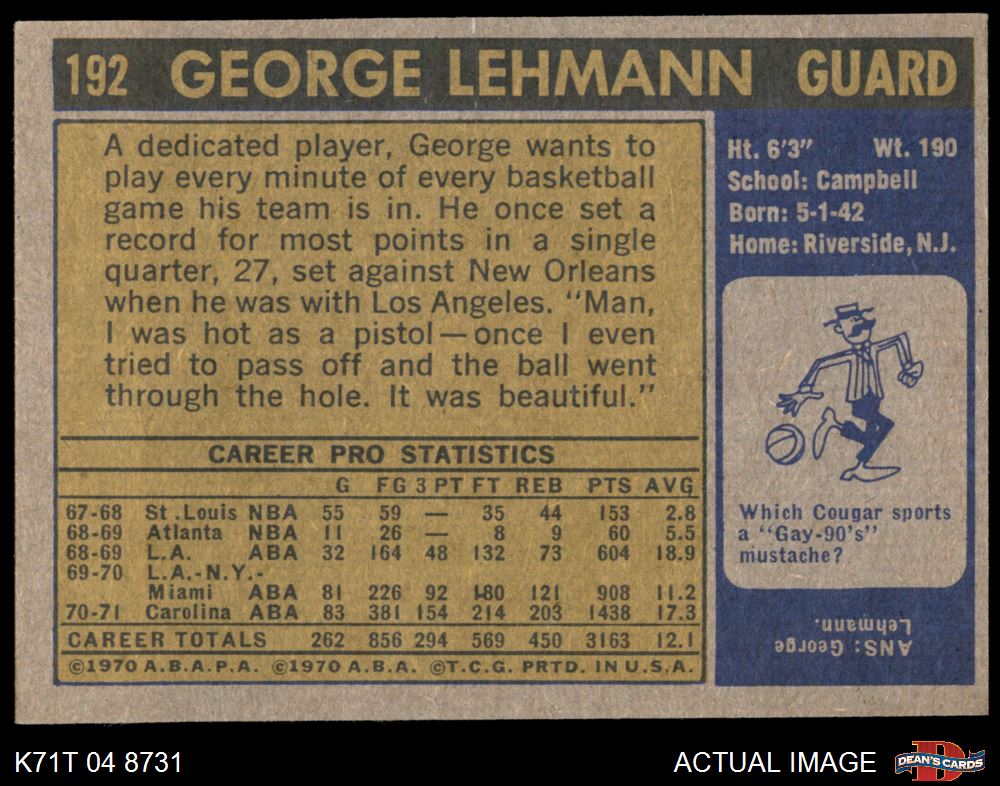 192 GEORGE LEHMANN GUARD
A dedicated player, George wants to
play every minute of every basketball
game his team is in. He once set a
record for most points in a single
quarter, 27, set against New Orleans
when he was with Los Angeles. "Man,
I was hot as a pistol—once I even
tried to pass off and the ball went
through the hole. It was beautiful."
CAREER PRO STATISTICS
G FG 3 PT FT REB PTS AVG
67-68 St .Louis NBA 55 59 — 35 44 153 2.8
68-69 Atlanta NBA 11 26 — 8 9 60 5.5
68-69 L.A. ABA 32 164 48 132 73 604 18.9
69-70 L.A.-N.Y.-
Miami ABA 81 226 92 180 121 908 11.2
70-71 Carolina ABA 83 381 154 214 203 1438 17.3
CAREER TOTALS 262 856 294 569 450 3163 12.1
©1970 A.B.A.P.A. ©1970 A.B.A. ©T.C.G. PRTD. IN U.S.A.
Ht. 6'3" Wt. 190
School: Campbell
Born: 5-1-42
Home: Riverside, N.J.
Which Cougar sports
a "Gay-90's"
mustache?
ANS: George
Lehmann.
K71T 04 8731
ACTUAL IMAGE
D
DEAN'S CARDS